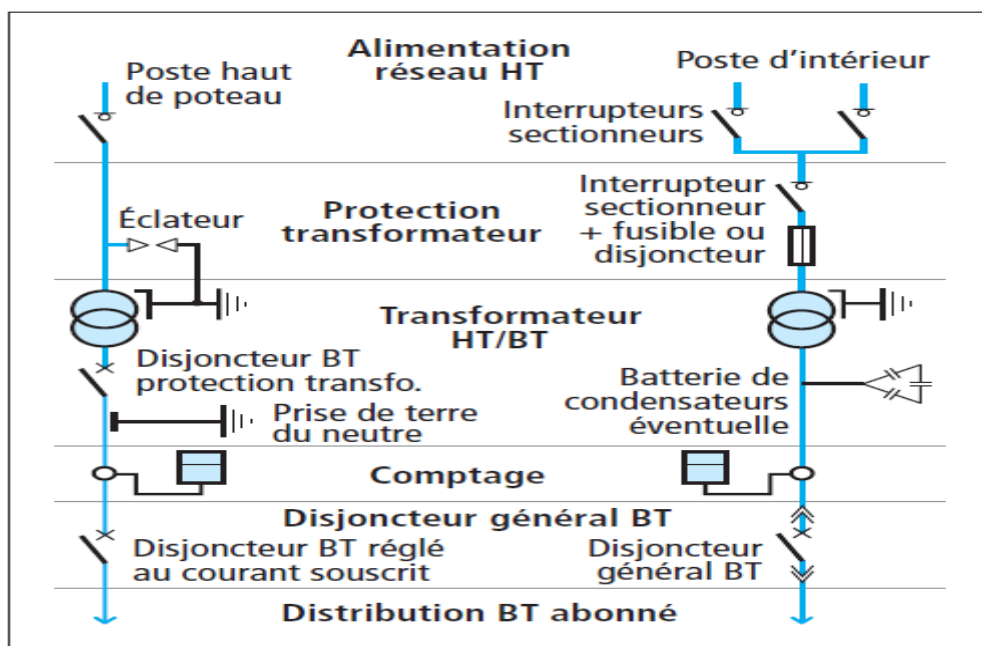 Alimentation
réseau HT
Poste haut
de poteau
Poste d'intérieur
Interrupteurs
sectionneurs
Éclateur
Protection
transformateur
Interrupteur
sectionneur
+ fusible ou
disjoncteur
Transformateur
HT/BT
Disjoncteur BT
protection transfo.
Prise de terre
du neutre
Batterie de
condensateurs
éventuelle
Comptage
Disjoncteur général BT
Disjoncteur BT réglé
au courant souscrit
Disjoncteur
général BT
Distribution BT abonné